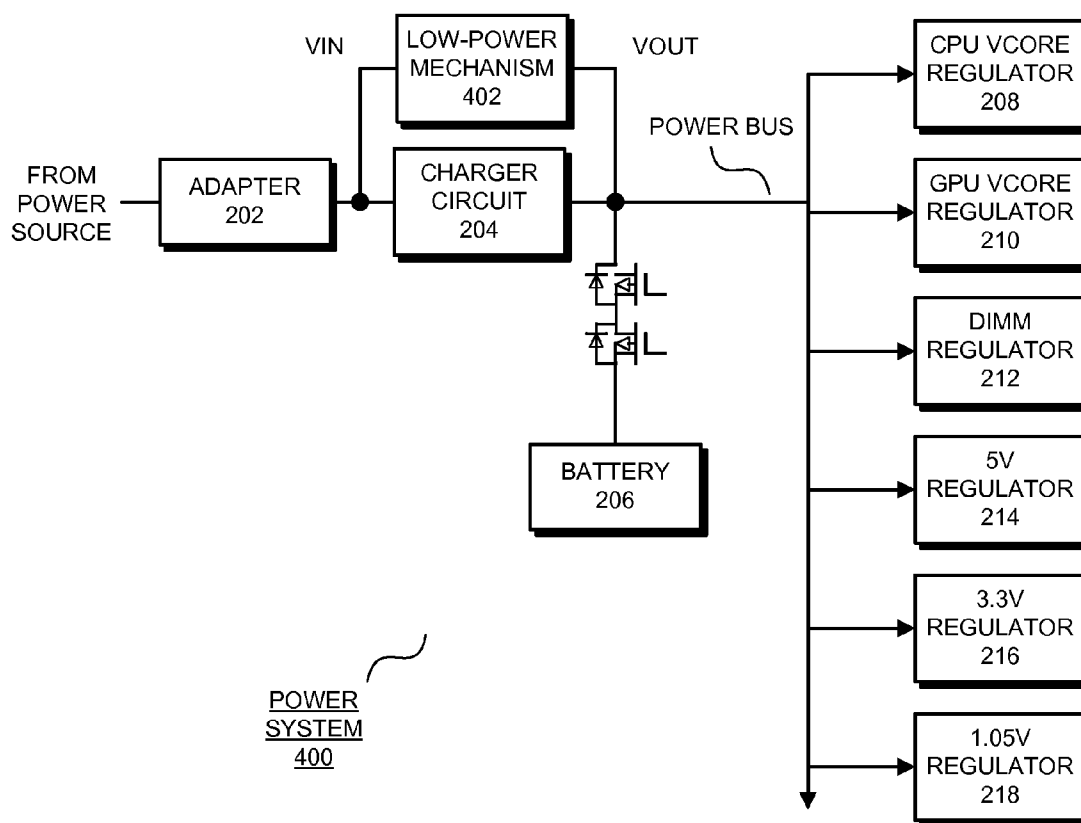 VIN
LOW-POWER
MECHANISM
402
VOUT
CPU VCORE
REGULATOR
208
POWER BUS
FROM
POWER
SOURCE
ADAPTER
202
CHARGER
CIRCUIT
204
GPU VCORE
REGULATOR
210
DIMM
REGULATOR
212
BATTERY
206
5V
REGULATOR
214
3.3V
REGULATOR
216
POWER
SYSTEM
400
1.05V
REGULATOR
218